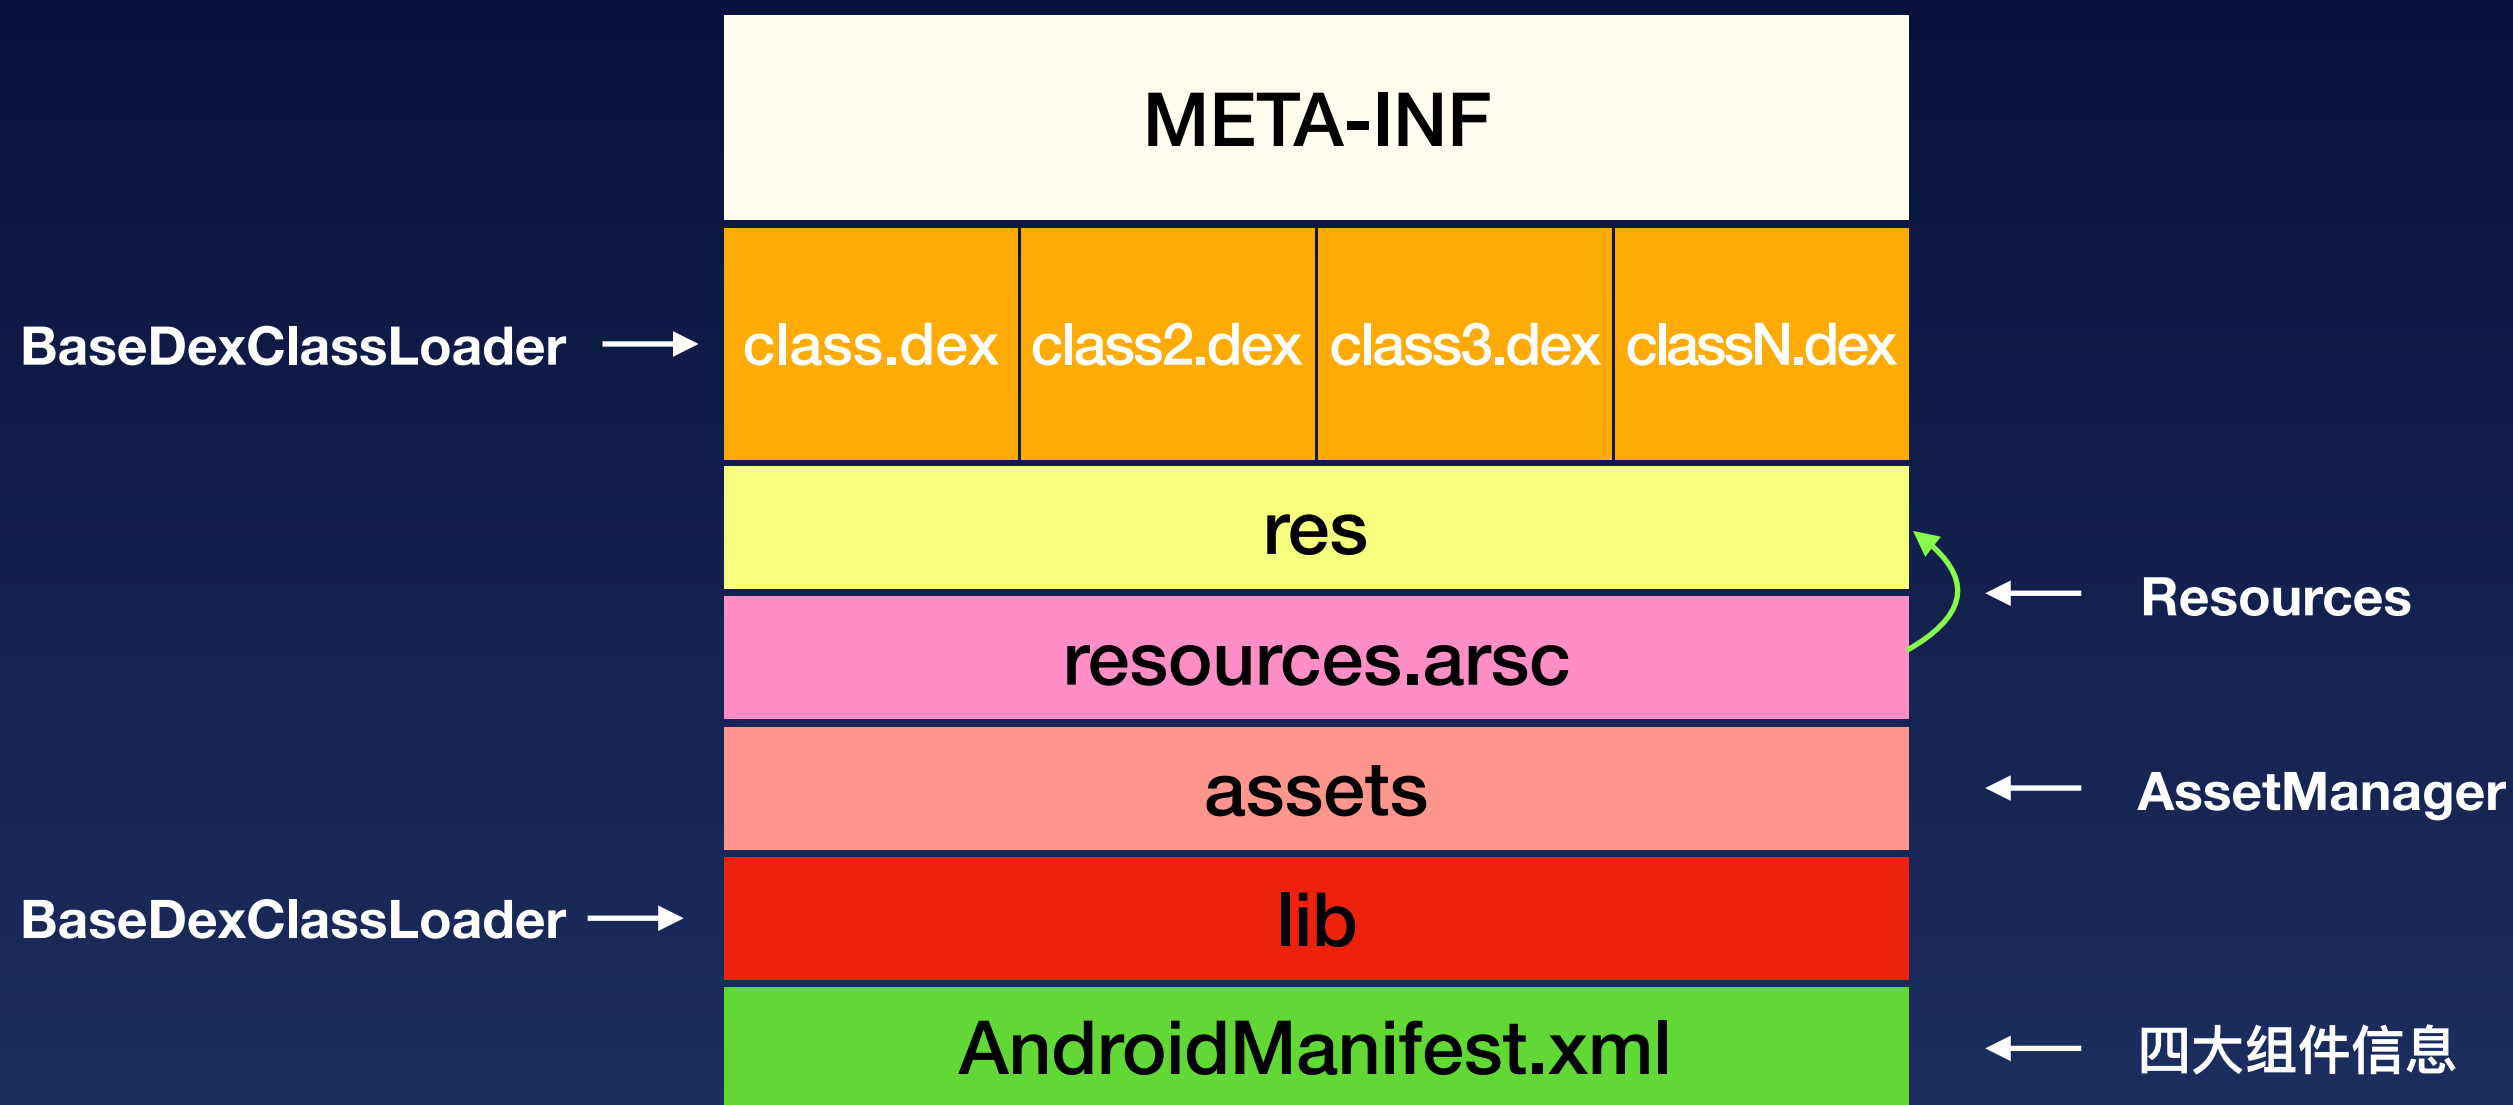 META-INF
BaseDexClassLoader
class.dex
class2.dex
class3.dex
classN.dex
res
Resources
resources.arsc
assets
AssetManager
BaseDexClassLoader
lib
AndroidManifest.xml
四大组件信息